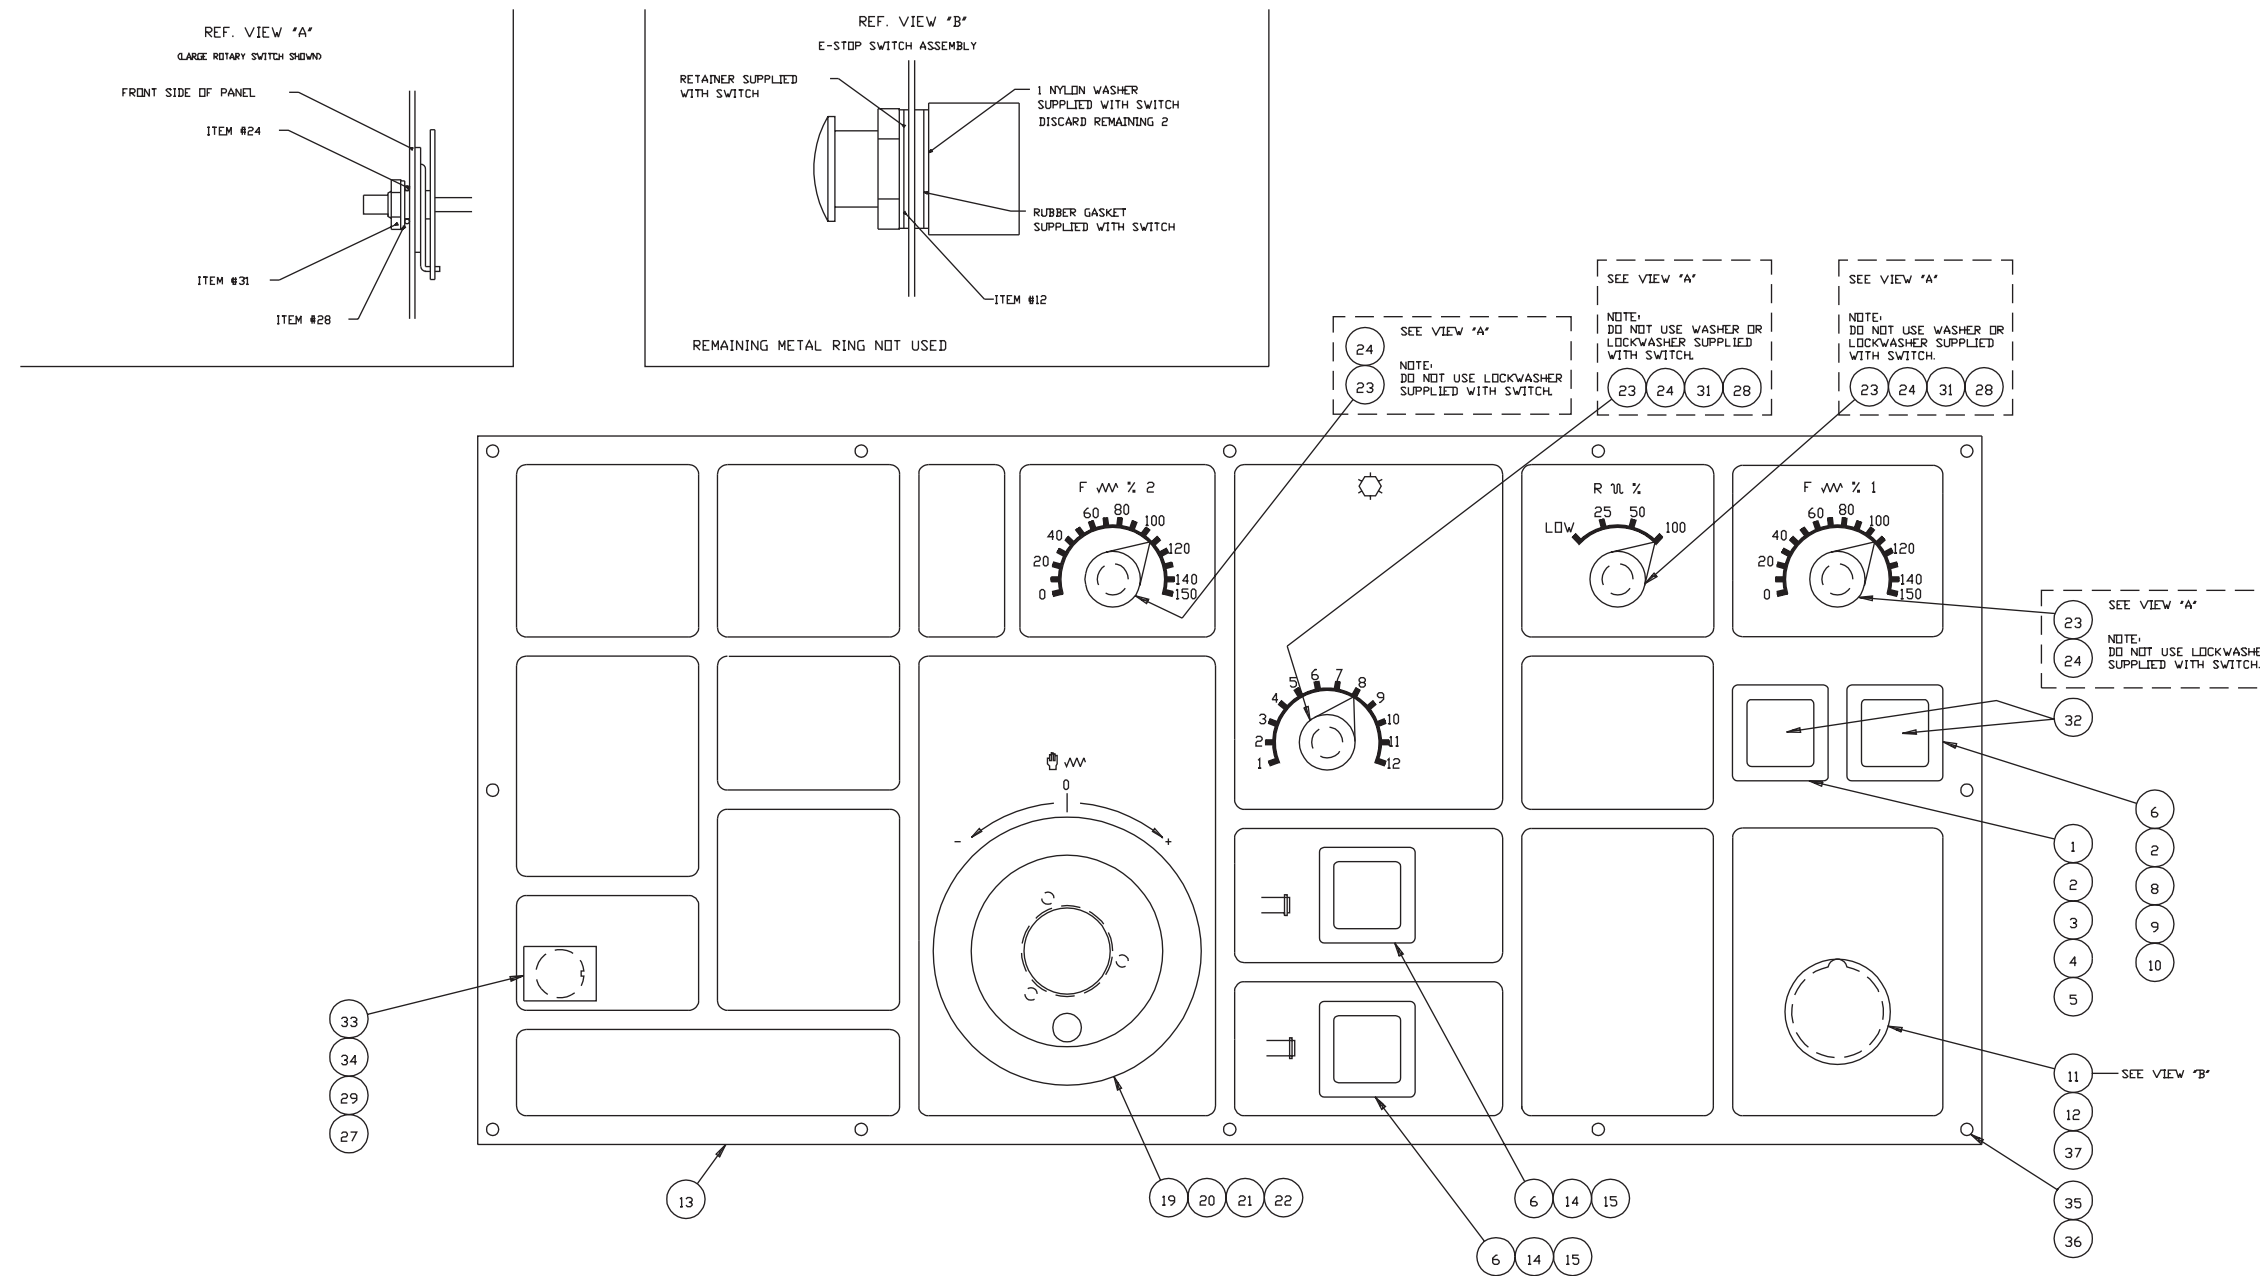 REF. VIEW "A"
(LARGE ROTARY SWITCH SHOWN)
FRONT SIDE OF PANEL
ITEM #24
ITEM #31
ITEM #28
REF. VIEW "B"
E-STOP SWITCH ASSEMBLY
RETAINER SUPPLIED
WITH SWITCH
1 NYLON WASHER
SUPPLIED WITH SWITCH
DISCARD REMAINING 2
RUBBER GASKET
SUPPLIED WITH SWITCH
ITEM #12
REMAINING METAL RING NOT USED
24
23
SEE VIEW "A"
NOTE:
DO NOT USE LOCKWASHER
SUPPLIED WITH SWITCH.
SEE VIEW "A"
NOTE:
DO NOT USE WASHER OR
LOCKWASHER SUPPLIED
WITH SWITCH.
23 24 31 28
SEE VIEW "A"
NOTE:
DO NOT USE WASHER OR
LOCKWASHER SUPPLIED
WITH SWITCH.
23 24 31 28
F % 2
0 20 40 60 80 100 120 140 150
R %
LOW 25 50 100
F % 1
0 20 40 60 80 100 120 140 150
23
24
SEE VIEW "A"
NOTE:
DO NOT USE LOCKWASHE
SUPPLIED WITH SWITCH.
32
1 2 3 4 5 6 7 8 9 10 11 12
0
- +
6
2
8
9
10
1
2
3
4
5
33
34
29
27
11 SEE VIEW "B"
12
37
13
19 20 21 22
6 14 15
6 14 15
35
36